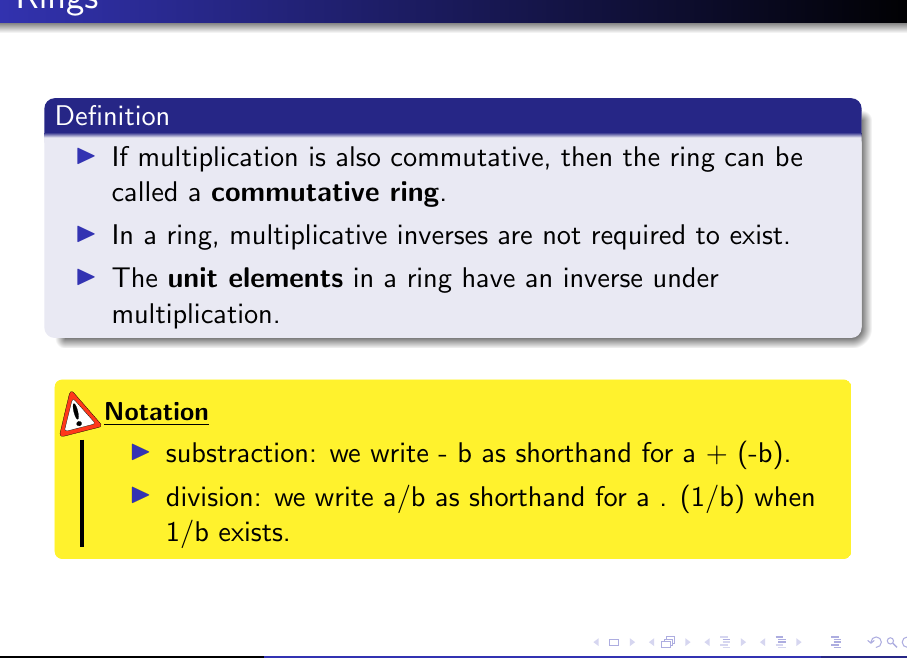 Rings
Definition
If multiplication is also commutative, then the ring can be
called a commutative ring.
In a ring, multiplicative inverses are not required to exist.
The unit elements in a ring have an inverse under
multiplication.
Notation
substraction: we write - b as shorthand for a + (-b).
division: we write a/b as shorthand for a . (1/b) when
1/b exists.